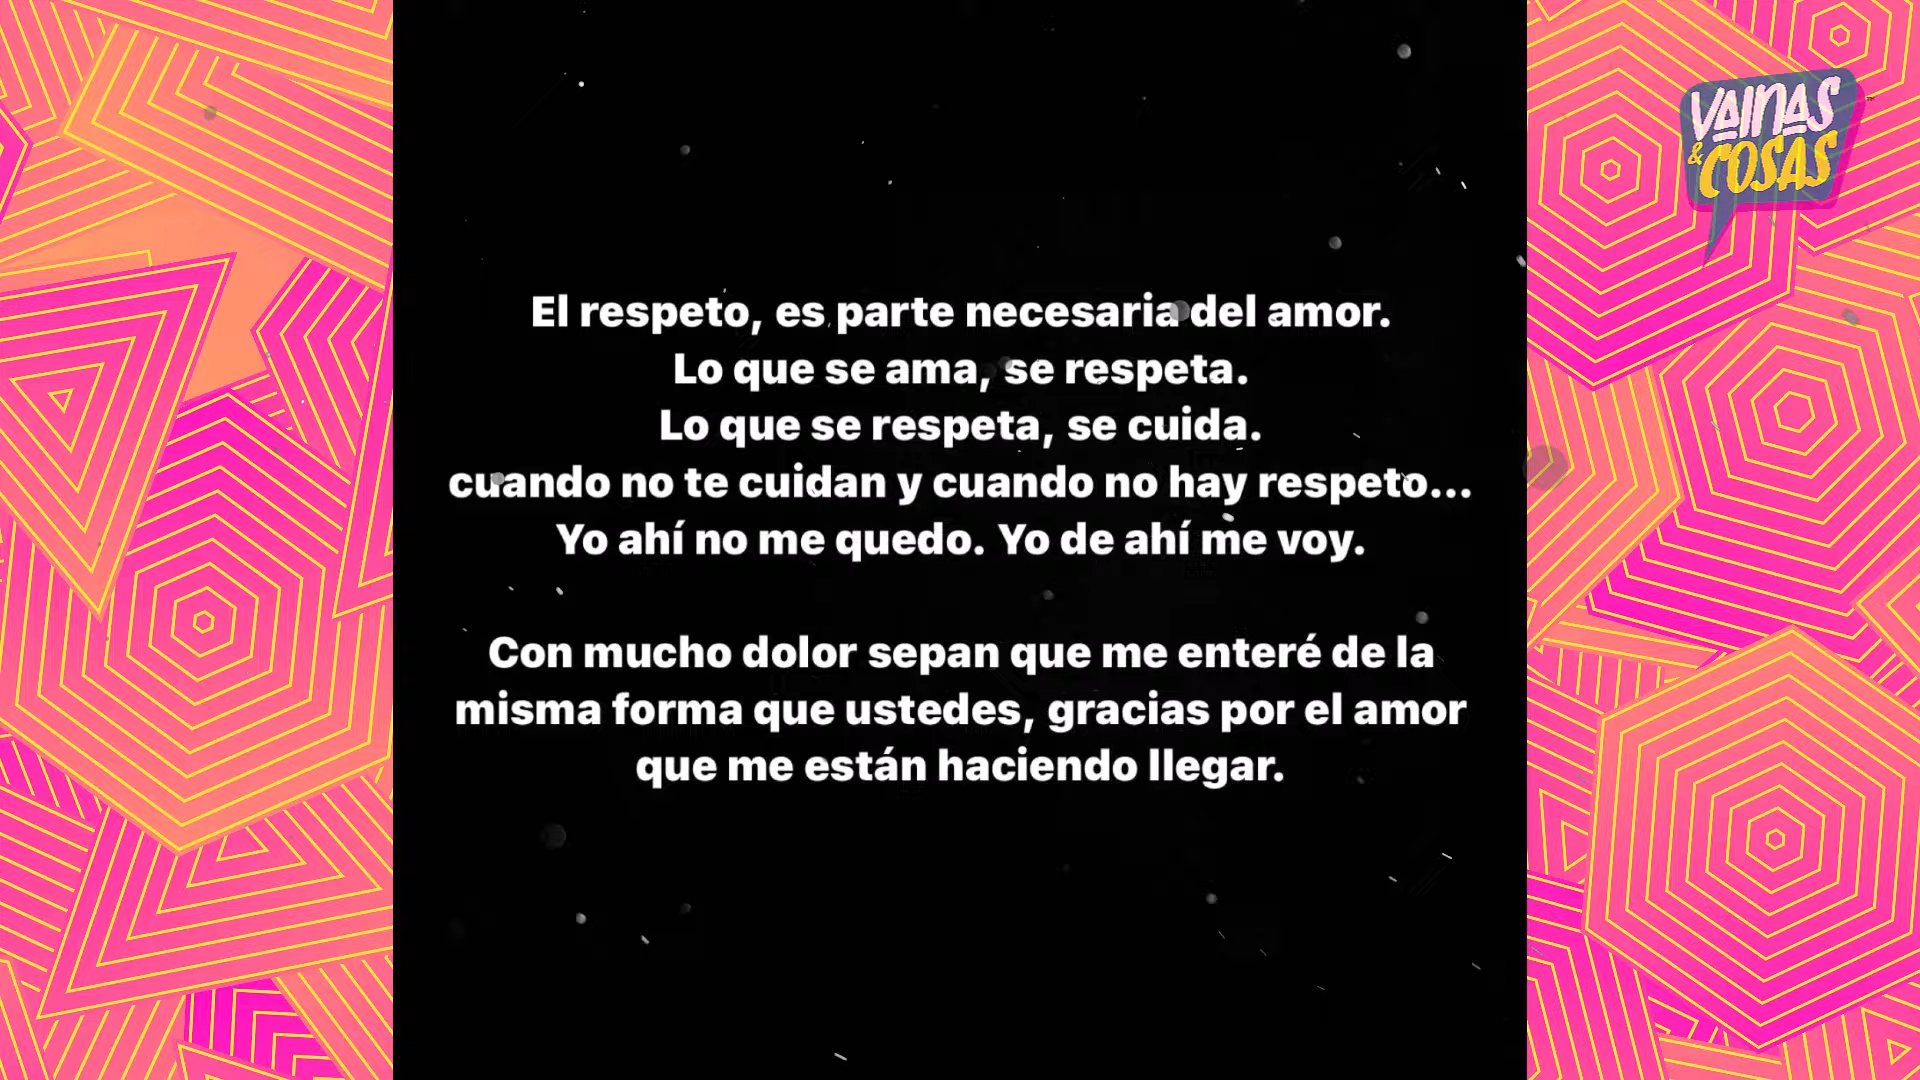 VAINAS
& COSAS
El respeto, es parte necesaria del amor.
Lo que se ama, se respeta.
Lo que se respeta, se cuida.
cuando no te cuidan y cuando no hay respeto...
Yo ahí no me quedo. Yo de ahí me voy.
Con mucho dolor sepan que me enteré de la
misma forma que ustedes, gracias por el amor
que me están haciendo llegar.